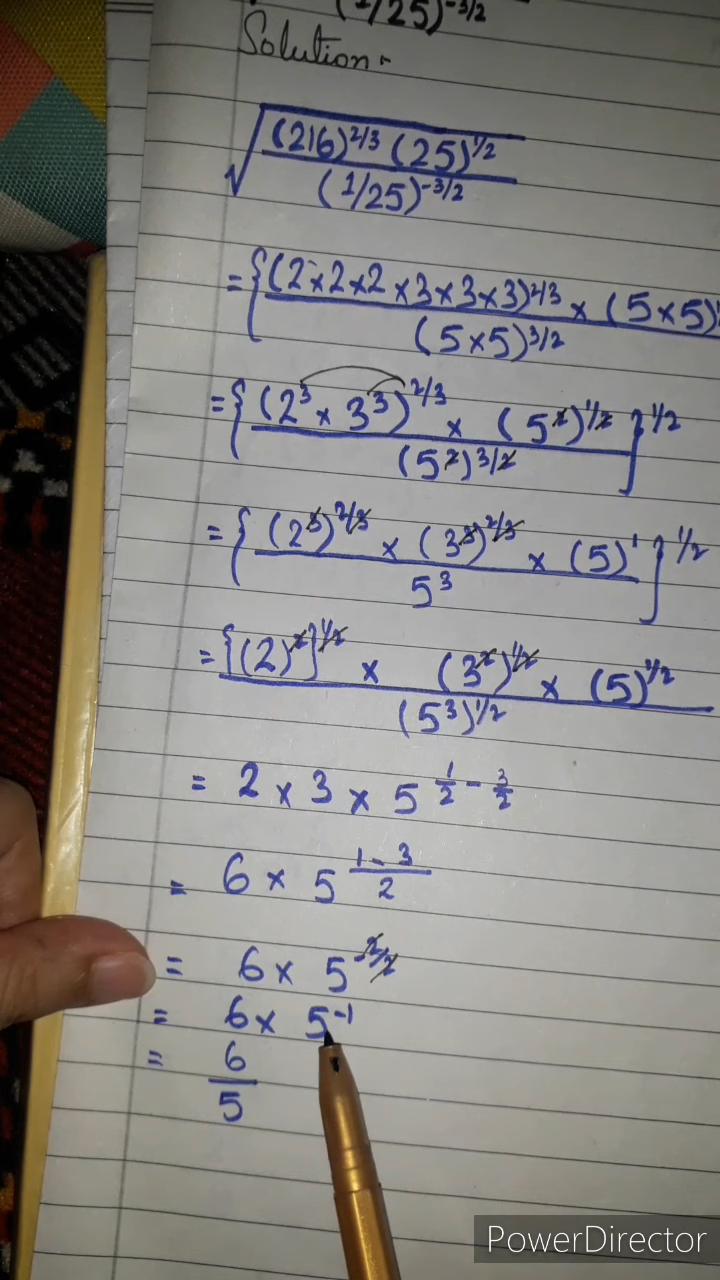 (1/25)^-3/2
Solution:-
√((216)^2/3 (25)^1/2 / (1/25)^-3/2)
= { (2×2×2×3×3×3)^2/3 × (5×5) / (5×5)^3/2
= { (2^3 × 3^3)^2/3 × (5^2)^1/2 / (5^2)^3/2 }^1/2
= { (2^3)^2/3 × (3^3)^2/3 × (5)^1 / 5^3 }^1/2
= [(2)^2]^1/2 × (3^2)^1/2 × (5)^1/2 / (5^3)^1/2
= 2 × 3 × 5^(1/2 - 3/2)
= 6 × 5^(1-3/2)
= 6 × 5^-2/2
= 6 × 5^-1
= 6/5
PowerDirector